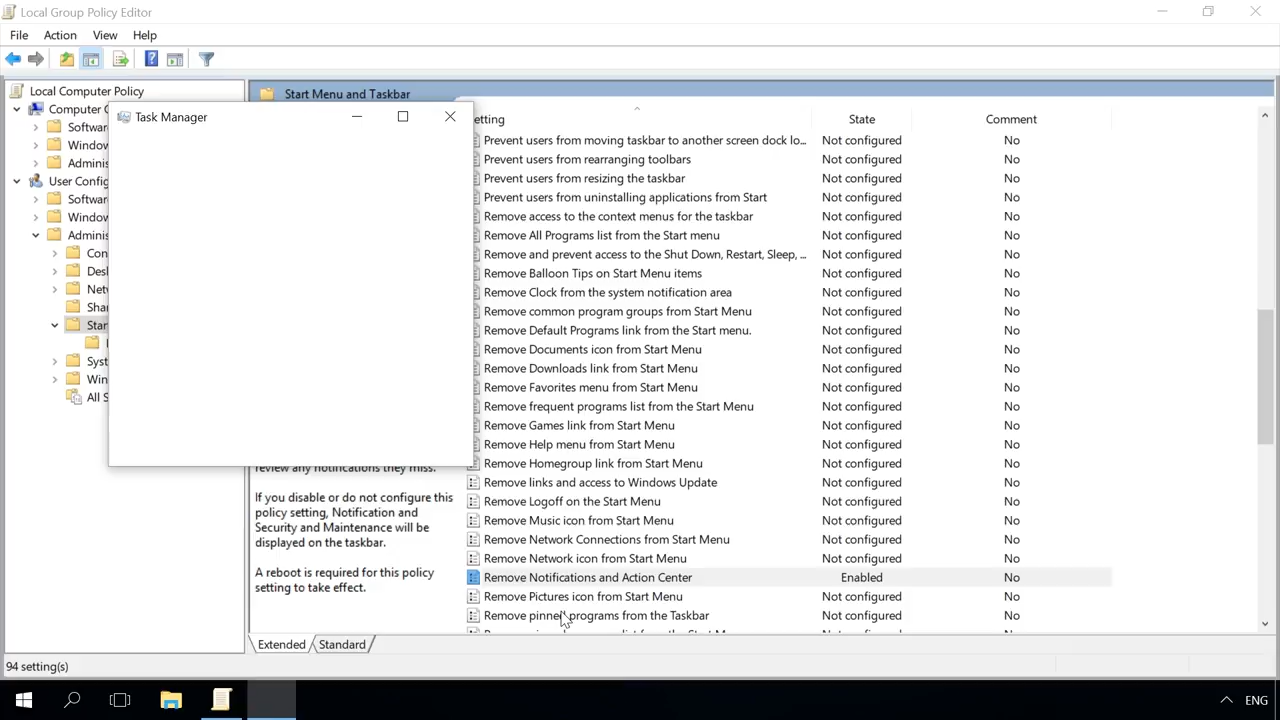 Local Group Policy Editor
File Action View Help
Local Computer Policy
Computer C
Softwar
Window
Adminis
User Config
Softwar
Window
Adminis
Con
Desl
Netv
Shar
Start
Syst
Win
All S
Task Manager
Start Menu and Taskbar
review any notifications they miss.
If you disable or do not configure this
policy setting, Notification and
Security and Maintenance will be
displayed on the taskbar.
A reboot is required for this policy
setting to take effect.
etting State Comment
Prevent users from moving taskbar to another screen dock lo... Not configured No
Prevent users from rearranging toolbars Not configured No
Prevent users from resizing the taskbar Not configured No
Prevent users from uninstalling applications from Start Not configured No
Remove access to the context menus for the taskbar Not configured No
Remove All Programs list from the Start menu Not configured No
Remove and prevent access to the Shut Down, Restart, Sleep, ... Not configured No
Remove Balloon Tips on Start Menu items Not configured No
Remove Clock from the system notification area Not configured No
Remove common program groups from Start Menu Not configured No
Remove Default Programs link from the Start menu. Not configured No
Remove Documents icon from Start Menu Not configured No
Remove Downloads link from Start Menu Not configured No
Remove Favorites menu from Start Menu Not configured No
Remove frequent programs list from the Start Menu Not configured No
Remove Games link from Start Menu Not configured No
Remove Help menu from Start Menu Not configured No
Remove Homegroup link from Start Menu Not configured No
Remove links and access to Windows Update Not configured No
Remove Logoff on the Start Menu Not configured No
Remove Music icon from Start Menu Not configured No
Remove Network Connections from Start Menu Not configured No
Remove Network icon from Start Menu Not configured No
Remove Notifications and Action Center Enabled No
Remove Pictures icon from Start Menu Not configured No
Remove pinned programs from the Taskbar Not configured No
Extended Standard
94 setting(s)
ENG